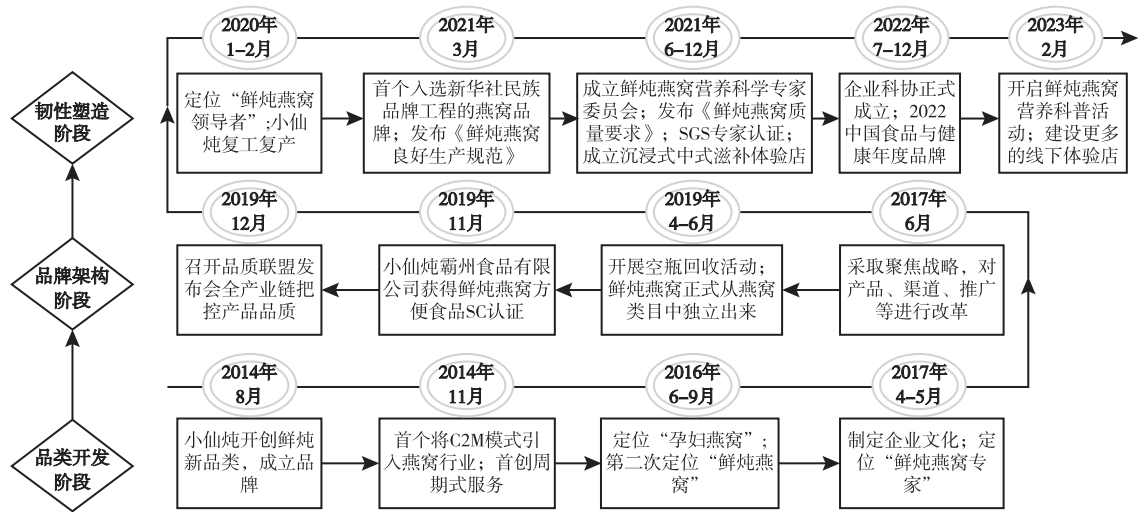 2020年
1–2月
2021年
3月
2021年
6–12月
2022年
7–12月
2023年
2月
韧性塑造
阶段
定位“鲜炖燕窝
领导者”;小仙
炖复工复产
首个入选新华社民族
品牌工程的燕窝品
牌；发布《鲜炖燕窝
良好生产规范》
成立鲜炖燕窝营养科学专家
委员会；发布《鲜炖燕窝质
量要求》；SGS专家认证；
成立沉浸式中式滋补体验店
企业科协正式
成立；2022
中国食品与健
康年度品牌
开启鲜炖燕窝
营养科普活
动；建设更多
的线下体验店
2019年
12月
2019年
11月
2019年
4–6月
2017年
6月
品牌架构
阶段
召开品质联盟发
布会全产业链把
控产品品质
小仙炖霸州食品有限
公司获得鲜炖燕窝方
便食品SC认证
开展空瓶回收活动；
鲜炖燕窝正式从燕窝
类目中独立出来
采取聚焦战略，对
产品、渠道、推广
等进行改革
2014年
8月
2014年
11月
2016年
6–9月
2017年
4–5月
品类开发
阶段
小仙炖开创鲜炖
新品类，成立品
牌
首个将C2M模式引
入燕窝行业；首创周
期式服务
定位“孕妇燕窝”；
第二次定位“鲜炖燕
窝”
制定企业文化；定
位“鲜炖燕窝专
家”